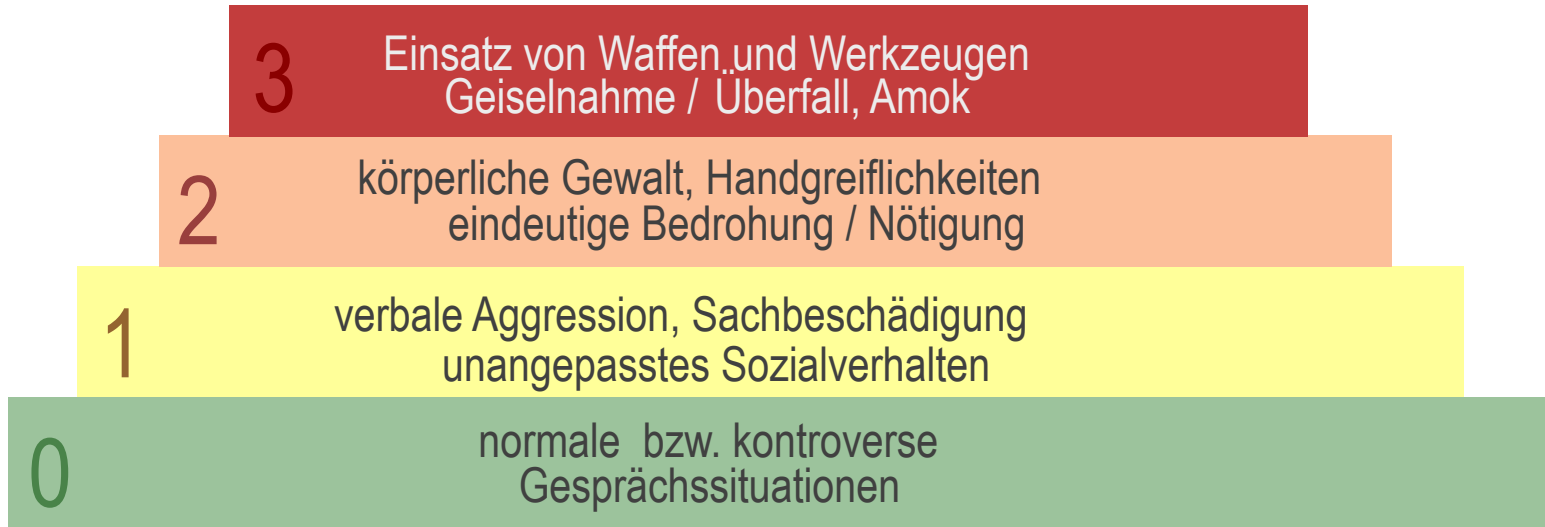 3
Einsatz von Waffen und Werkzeugen
Geiselnahme / Überfall, Amok
2
körperliche Gewalt, Handgreiflichkeiten
eindeutige Bedrohung / Nötigung
1
verbale Aggression, Sachbeschädigung
unangepasstes Sozialverhalten
0
normale bzw. kontroverse
Gesprächssituationen